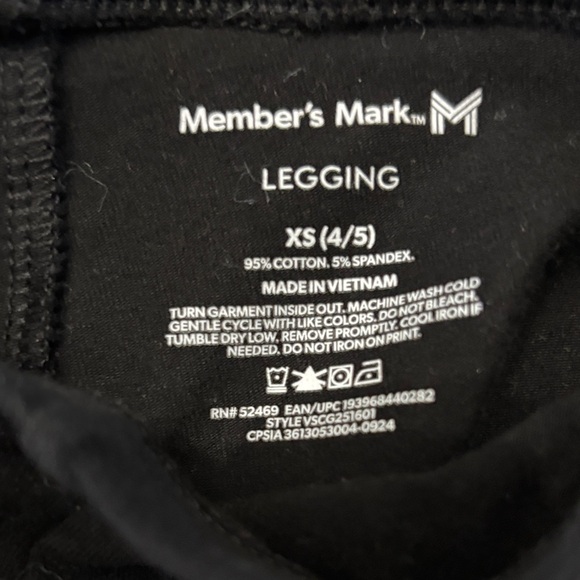 Member's Mark™ M
LEGGING
XS (4/5)
95% COTTON. 5% SPANDEX.
MADE IN VIETNAM
TURN GARMENT INSIDE OUT. MACHINE WASH COLD
GENTLE CYCLE WITH LIKE COLORS. DO NOT BLEACH.
TUMBLE DRY LOW. REMOVE PROMPTLY. COOL IRON IF
NEEDED. DO NOT IRON ON PRINT.
RN# 52469 EAN/UPC 193968440282
STYLE VSCG251601
CPSIA 3613053004-0924